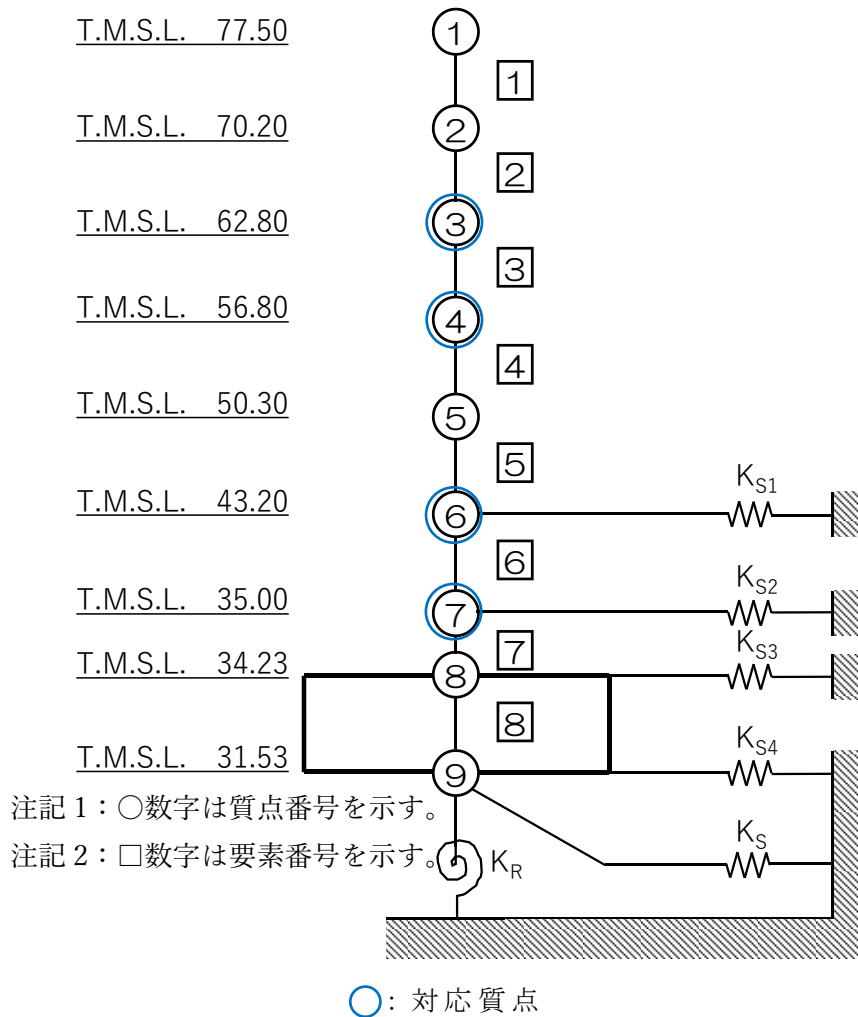 T.M.S.L. 77.50 ①
1
T.M.S.L. 70.20 ②
2
T.M.S.L. 62.80 ③
3
T.M.S.L. 56.80 ④
4
T.M.S.L. 50.30 ⑤
5
KS1
T.M.S.L. 43.20 ⑥
6
KS2
T.M.S.L. 35.00 ⑦
7 KS3
T.M.S.L. 34.23 ⑧
8
KS4
T.M.S.L. 31.53 ⑨
注記1：○数字は質点番号を示す。
注記2：□数字は要素番号を示す。
KR KS
○：対応質点